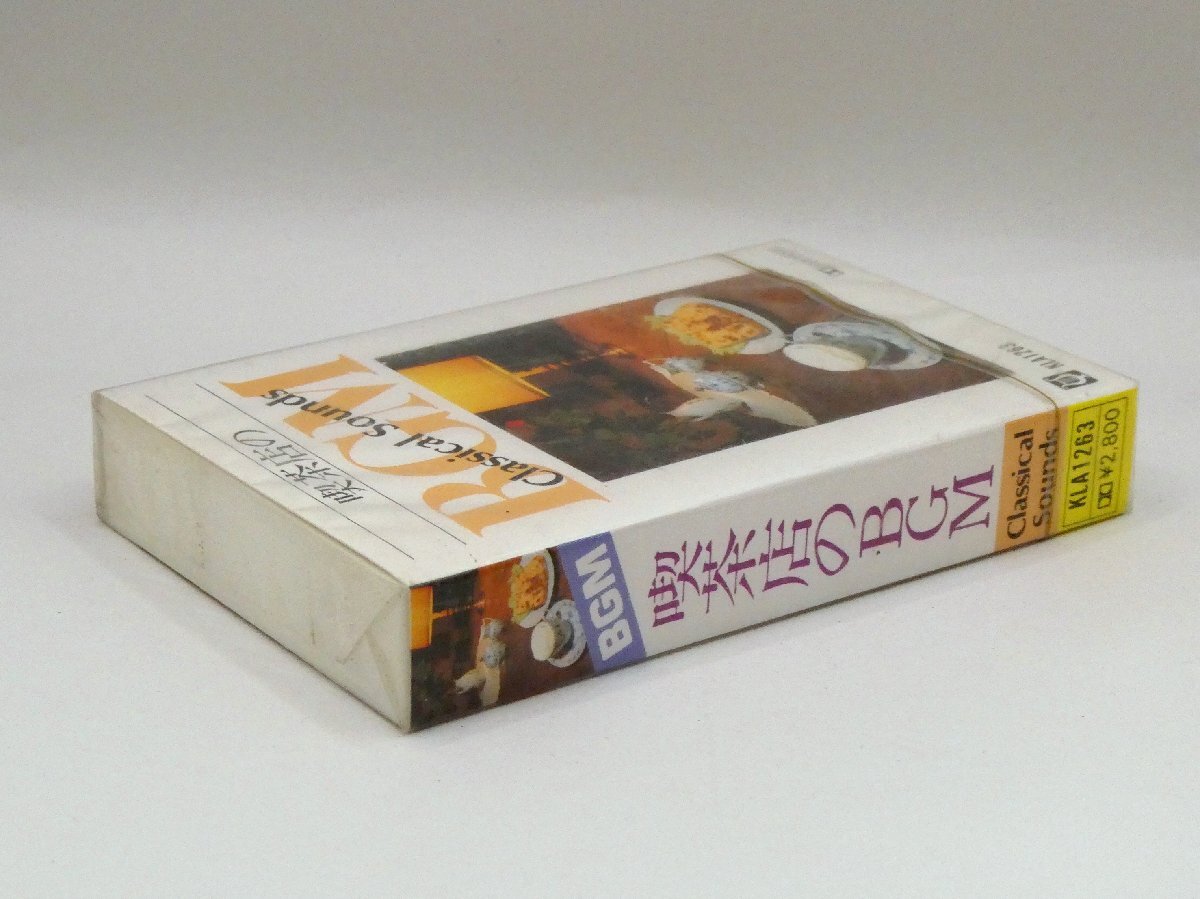 喫茶店の
BGM
Classical Sounds
KLA1263
BGM
喫茶店のBGM
Classical
Sounds
KLA1263
¥2,800